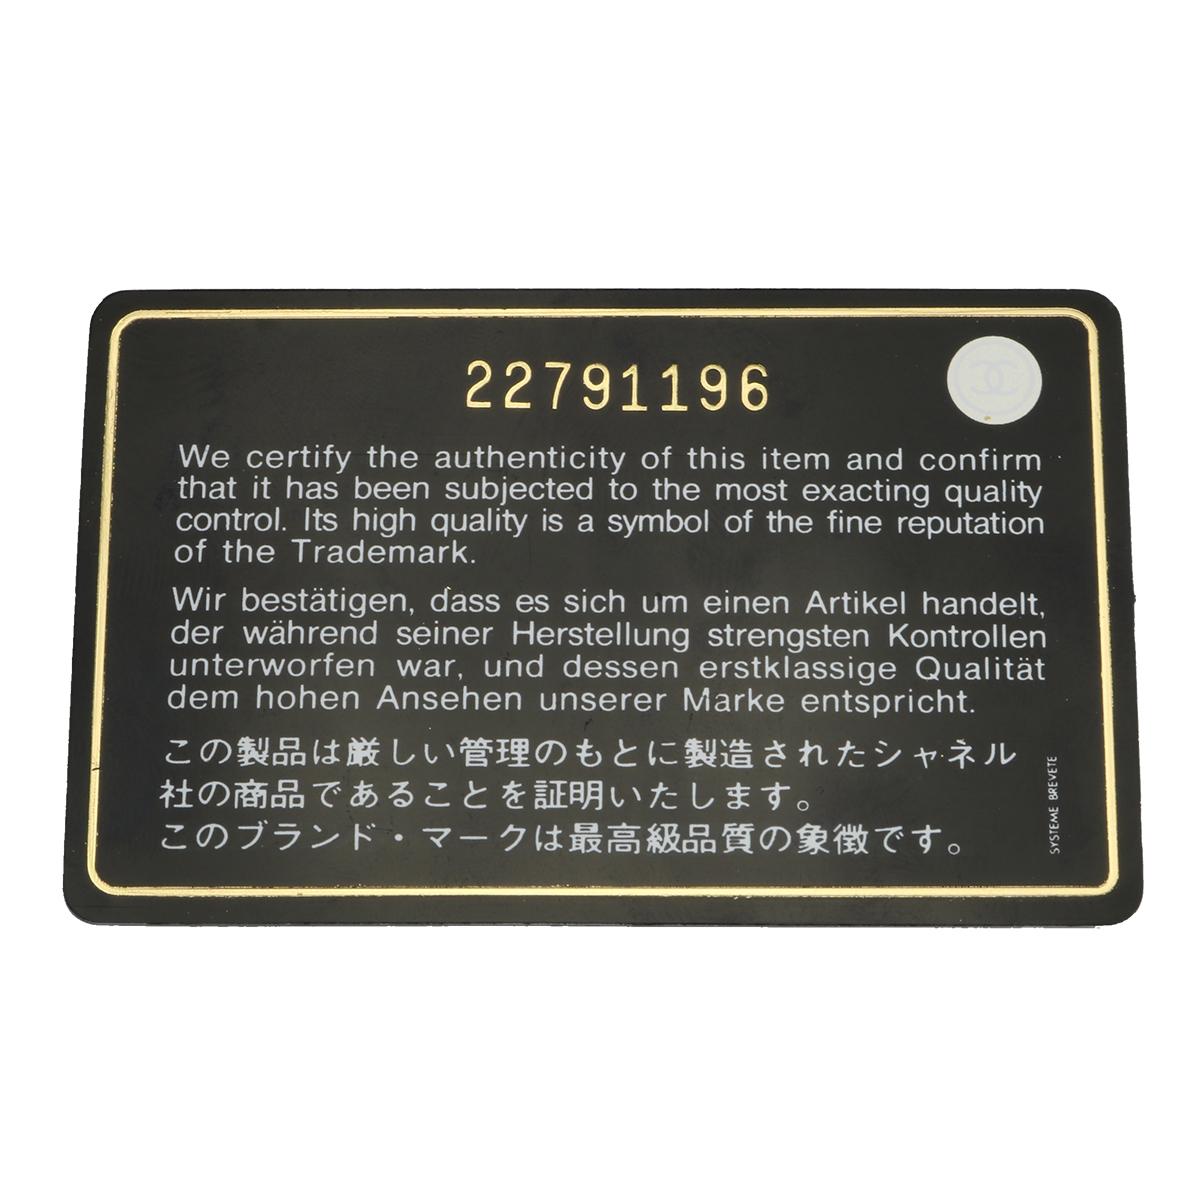 22791196
We certify the authenticity of this item and confirm
that it has been subjected to the most exacting quality
control. Its high quality is a symbol of the fine reputation
of the Trademark.
Wir bestätigen, dass es sich um einen Artikel handelt,
der während seiner Herstellung strengsten Kontrollen
unterworfen war, und dessen erstklassige Qualität
dem hohen Ansehen unserer Marke entspricht.
この製品は厳しい管理のもとに製造されたシャネル
社の商品であることを証明いたします。
このブランド・マークは最高級品質の象徴です。
SYSTEME BREVETE